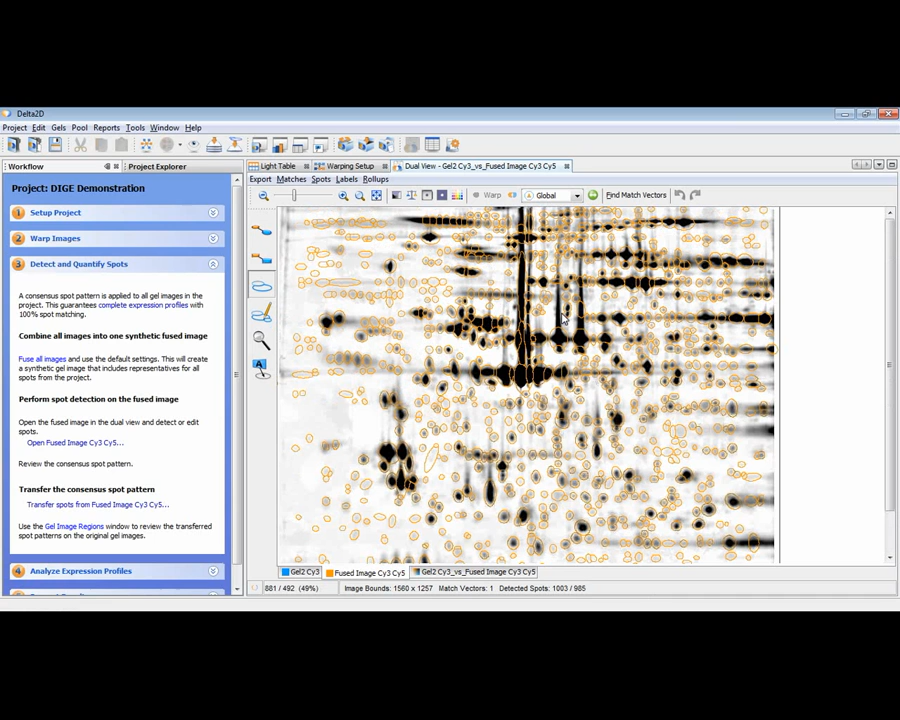 Delta2D
Project Edit Gels Pool Reports Tools Window Help
Workflow
Project Explorer
Light Table
Warping Setup
Dual View - Gel2 Cy3_vs_Fused Image Cy3 Cy5
Project: DIGE Demonstration
Export Matches Spots Labels Rollups
Warp
Global
Find Match Vectors
1 Setup Project
2 Warp Images
3 Detect and Quantify Spots
A consensus spot pattern is applied to all gel images in the
project. This guarantees complete expression profiles with
100% spot matching.
Combine all images into one synthetic fused image
Fuse all images and use the default settings. This will create
a synthetic gel image that includes representatives for all
spots from the project.
Perform spot detection on the fused image
Open the fused image in the dual view and detect or edit
spots.
Open Fused Image Cy3 Cy5...
Review the consensus spot pattern.
Transfer the consensus spot pattern
Transfer spots from Fused Image Cy3 Cy5...
Use the Gel Image Regions window to review the transferred
spot patterns on the original gel images.
4 Analyze Expression Profiles
Gel2 Cy3
Fused Image Cy3 Cy5
Gel2 Cy3_vs_Fused Image Cy3 Cy5
881 / 492 (49%)
Image Bounds: 1560 x 1257 Match Vectors: 1 Detected Spots: 1003 / 985